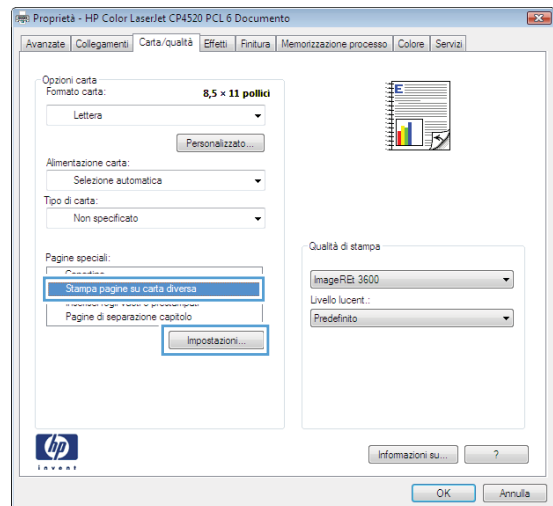 Proprietà - HP Color LaserJet CP4520 PCL 6 Documento
Avanzate Collegamenti Carta/qualità Effetti Finitura Memorizzazione processo Colore Servizi
Opzioni carta
Formato carta: 8,5 × 11 pollici
Lettera
Personalizzato...
Alimentazione carta:
Selezione automatica
Tipo di carta:
Non specificato
Pagine speciali:
Copertine
Stampa pagine su carta diversa
Pagine di separazione capitolo
Impostazioni...
E
Qualità di stampa
ImageREt 3600
Livello lucent.:
Predefinito
hp
invent
Informazioni su... ?
OK Annulla